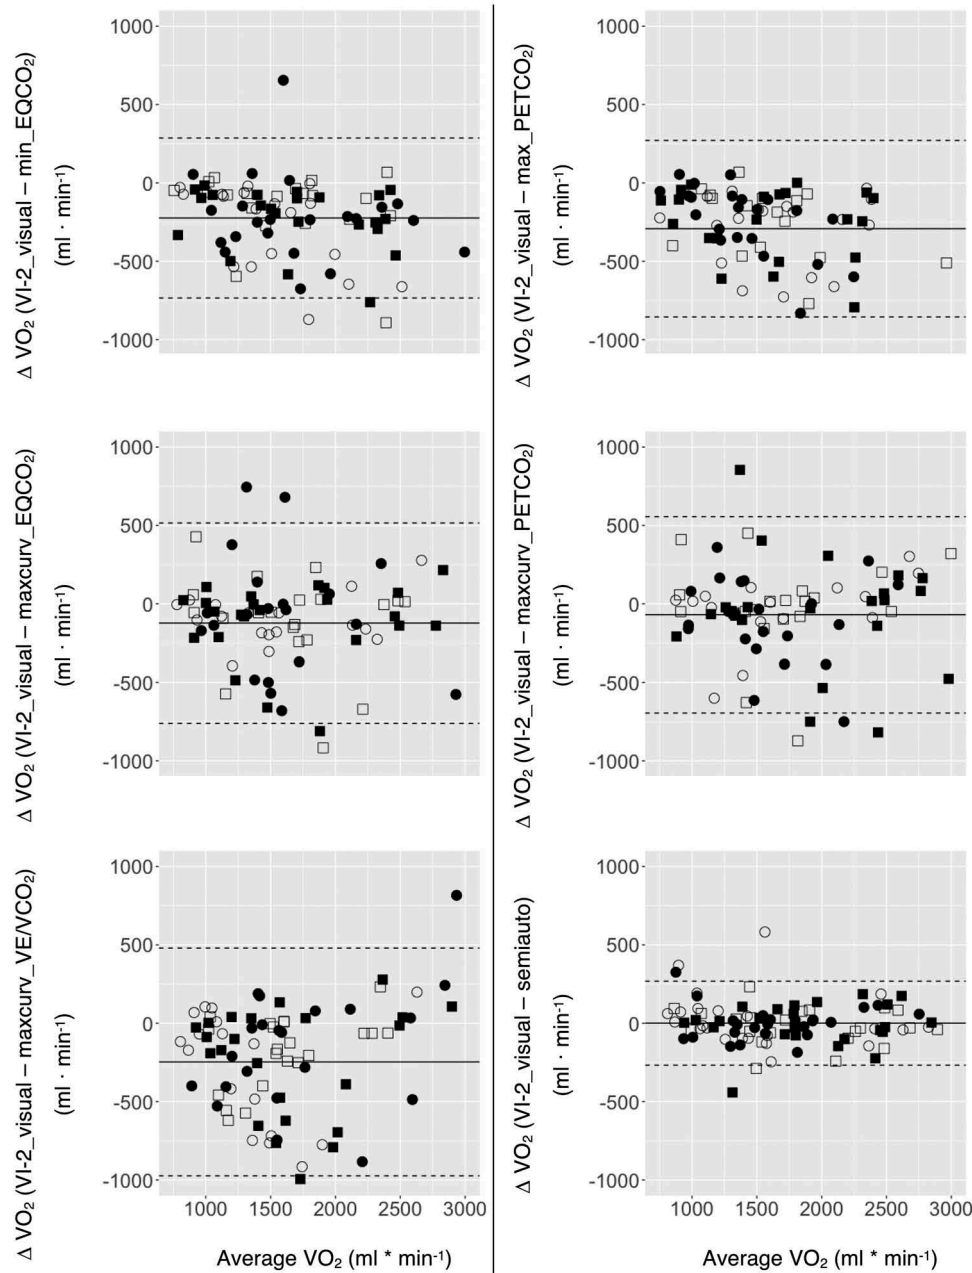 Δ VO₂ (VI-2_visual – min_EQCO₂)
(ml · min⁻¹)
1000
500
0
-500
-1000
Δ VO₂ (VI-2_visual – max_PETCO₂)
(ml · min⁻¹)
1000
500
0
-500
-1000
Δ VO₂ (VI-2_visual – maxcurv_EQCO₂)
(ml · min⁻¹)
1000
500
0
-500
-1000
Δ VO₂ (VI-2_visual – maxcurv_PETCO₂)
(ml · min⁻¹)
1000
500
0
-500
-1000
Δ VO₂ (VI-2_visual – maxcurv_VE/VCO₂)
(ml · min⁻¹)
1000
500
0
-500
-1000
1000 1500 2000 2500 3000
Average VO₂ (ml * min⁻¹)
Δ VO₂ (VI-2_visual – semiauto)
(ml · min⁻¹)
1000
500
0
-500
-1000
1000 1500 2000 2500 3000
Average VO₂ (ml * min⁻¹)